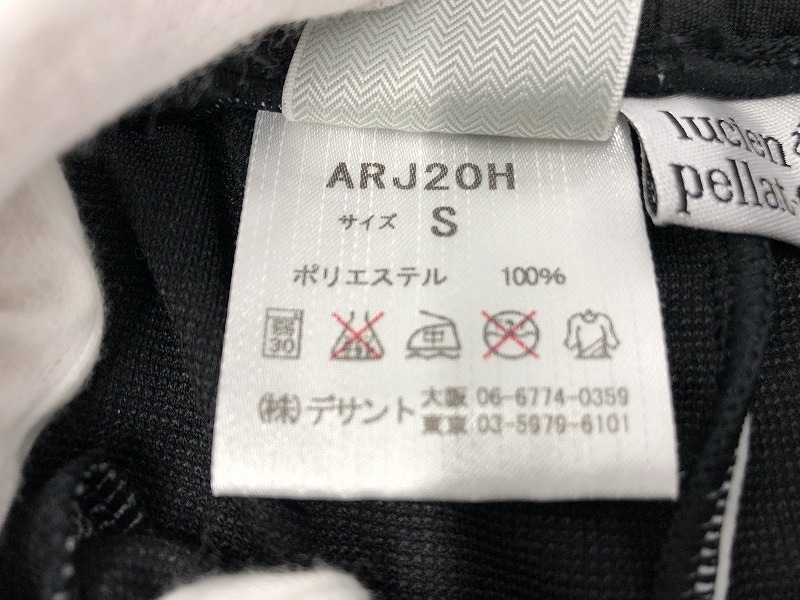 ARJ20H
サイズ S
ポリエステル 100%
30 中
(株)デサント 大阪 06-6774-0359
東京 03-5979-6101
lucien
pellat-